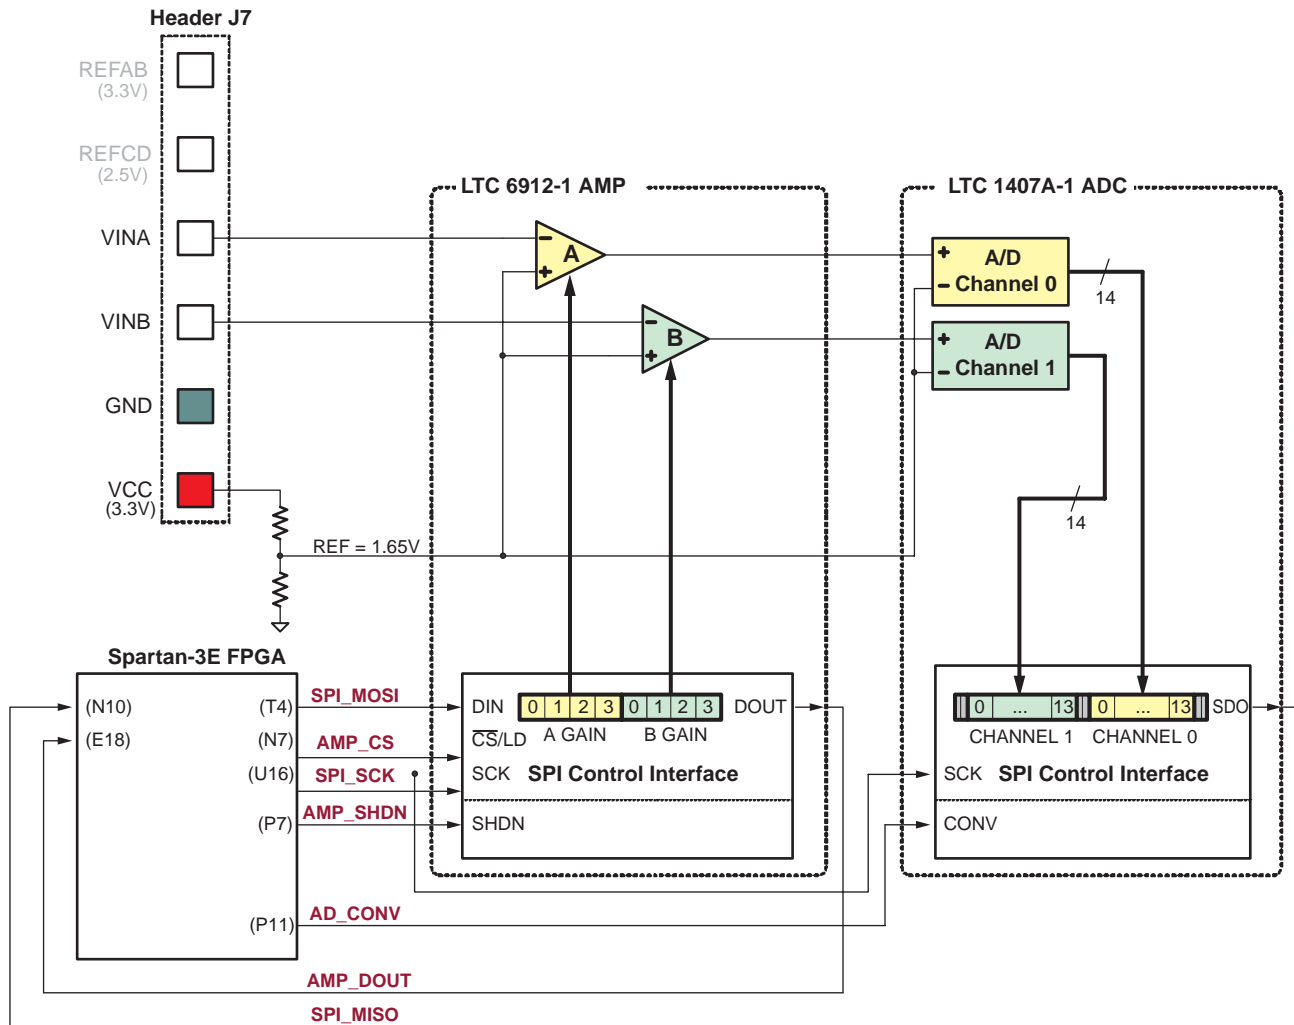 Header J7
REFAB
(3.3V)
REFCD
(2.5V)
VINA
VINB
GND
VCC
(3.3V)
REF = 1.65V
LTC 6912-1 AMP
A
B
LTC 1407A-1 ADC
A/D
Channel 0
14
A/D
Channel 1
14
Spartan-3E FPGA
(N10)
(E18)
(T4)
(N7)
(U16)
(P7)
(P11)
SPI_MOSI
AMP_CS
SPI_SCK
AMP_SHDN
AD_CONV
AMP_DOUT
SPI_MISO
DIN
0 1 2 3 0 1 2 3
DOUT
CS/LD
A GAIN
B GAIN
SCK
SPI Control Interface
SHDN
0 ... 13 0 ... 13
SDO
CHANNEL 1
CHANNEL 0
SCK
SPI Control Interface
CONV